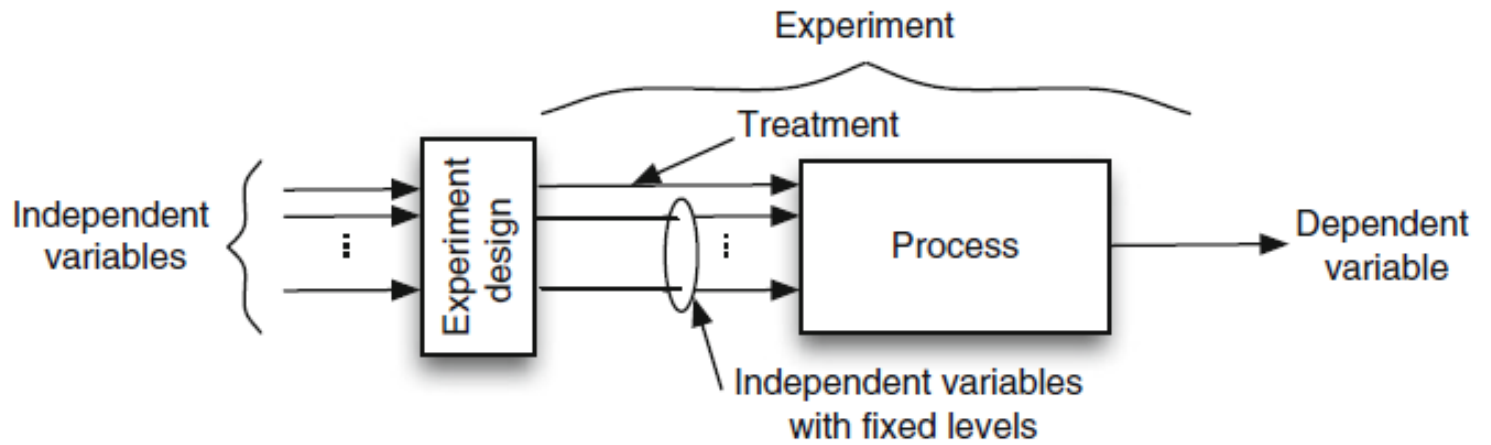 Experiment
Treatment
Independent
variables
Experiment
design
Process
Dependent
variable
Independent variables
with fixed levels